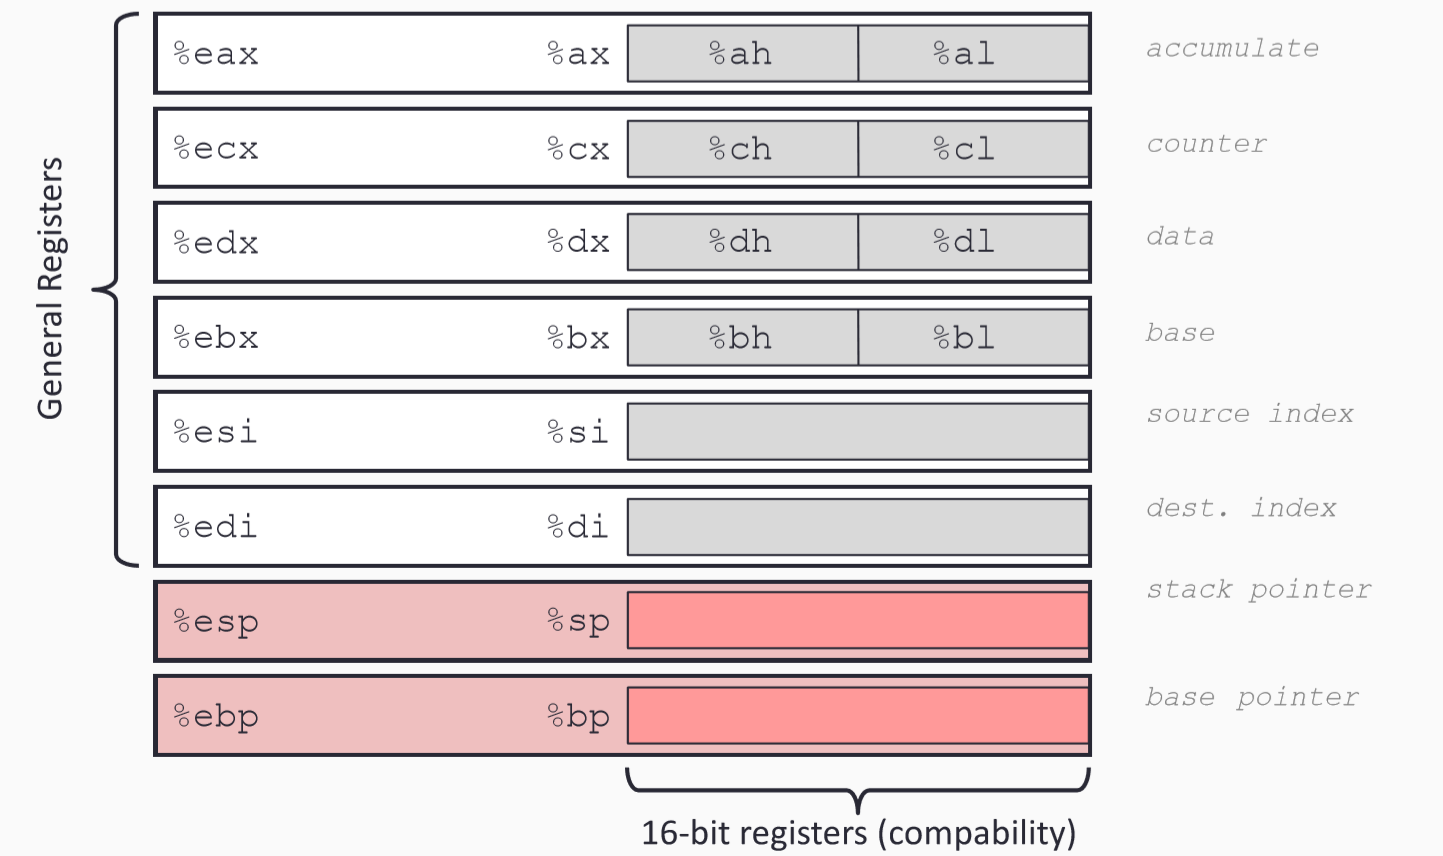 General Registers
%eax %ax %ah %al accumulate
%ecx %cx %ch %cl counter
%edx %dx %dh %dl data
%ebx %bx %bh %bl base
%esi %si source index
%edi %di dest. index
%esp %sp stack pointer
%ebp %bp base pointer
16-bit registers (compability)